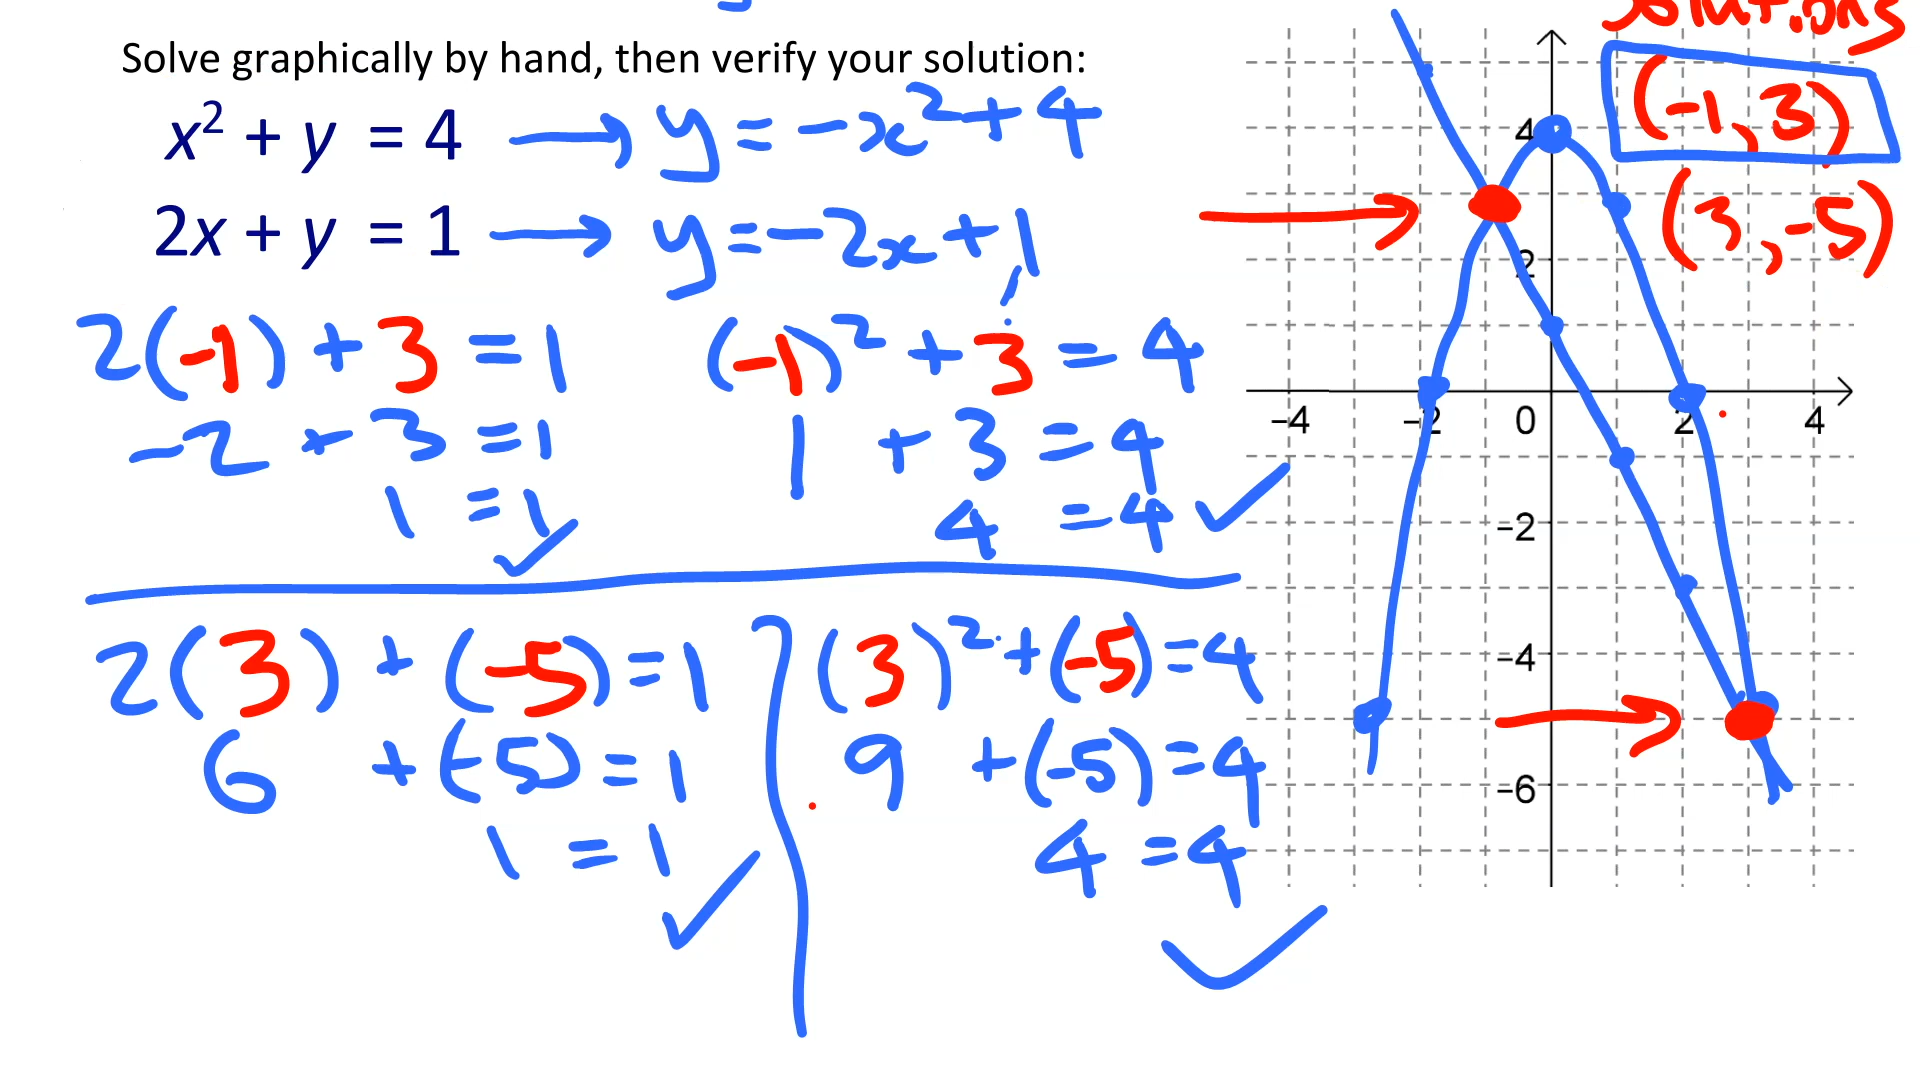 Solve graphically by hand, then verify your solution:
x² + y = 4 → y = -x² + 4
2x + y = 1 → y = -2x + 1
2(-1) + 3 = 1
-2 + 3 = 1
1 = 1 ✓
(-1)² + 3 = 4
1 + 3 = 4
4 = 4 ✓
2(3) + (-5) = 1
6 + (-5) = 1
1 = 1 ✓
(3)² + (-5) = 4
9 + (-5) = 4
4 = 4 ✓
solutions
(-1, 3)
(3, -5)
4
2
-4 -2 0 2 4
-2
-4
-6